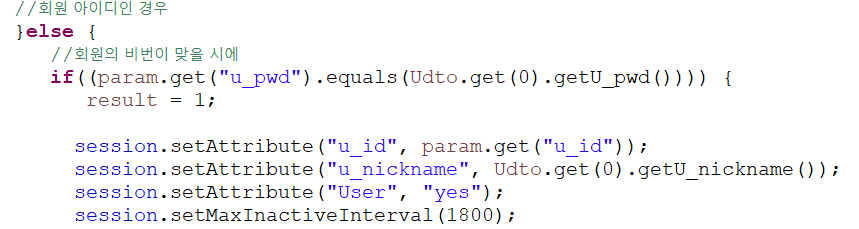 //회원 아이디인 경우
}else {
//회원의 비번이 맞을 시에
if((param.get("u_pwd").equals(Udto.get(0).getU_pwd()))) {
result = 1;
session.setAttribute("u_id", param.get("u_id"));
session.setAttribute("u_nickname", Udto.get(0).getU_nickname());
session.setAttribute("User", "yes");
session.setMaxInactiveInterval(1800);